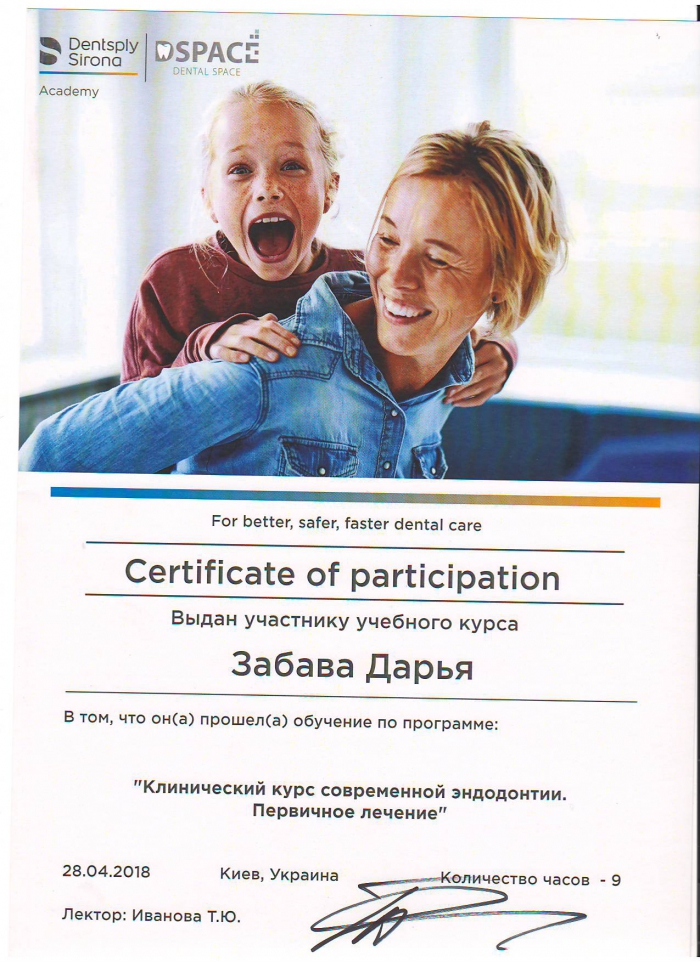 Dentsply
Sirona
Academy
DSPACE
DENTAL SPACE
For better, safer, faster dental care
Certificate of participation
Выдан участнику учебного курса
Забава Дарья
В том, что он(а) прошел(а) обучение по программе:
"Клинический курс современной эндодонтии.
Первичное лечение"
28.04.2018 Киев, Украина Количество часов - 9
Лектор: Иванова Т.Ю.